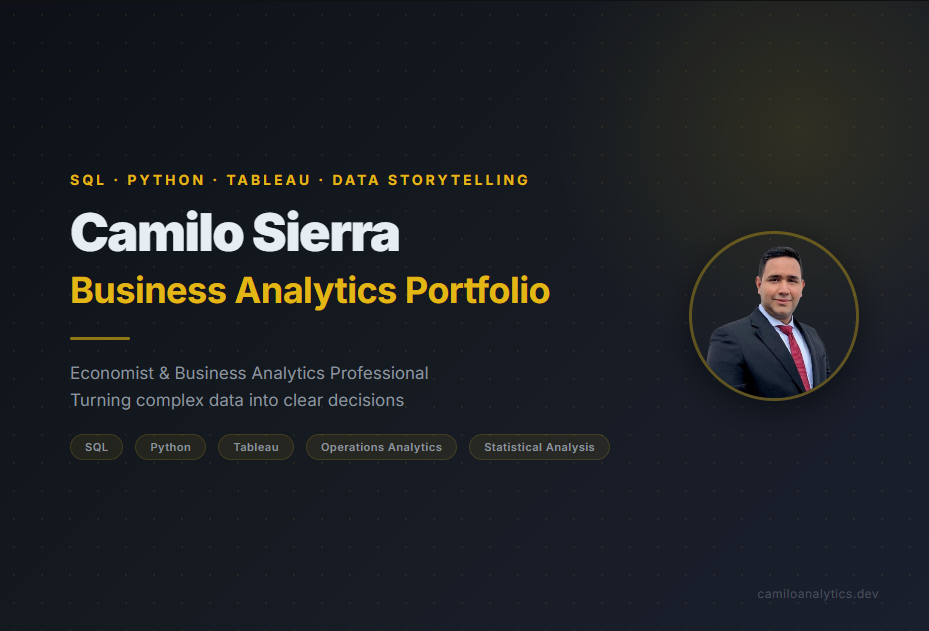 SQL · PYTHON · TABLEAU · DATA STORYTELLING
Camilo Sierra
Business Analytics Portfolio
Economist & Business Analytics Professional
Turning complex data into clear decisions
SQL Python Tableau Operations Analytics Statistical Analysis
camiloanalytics.dev